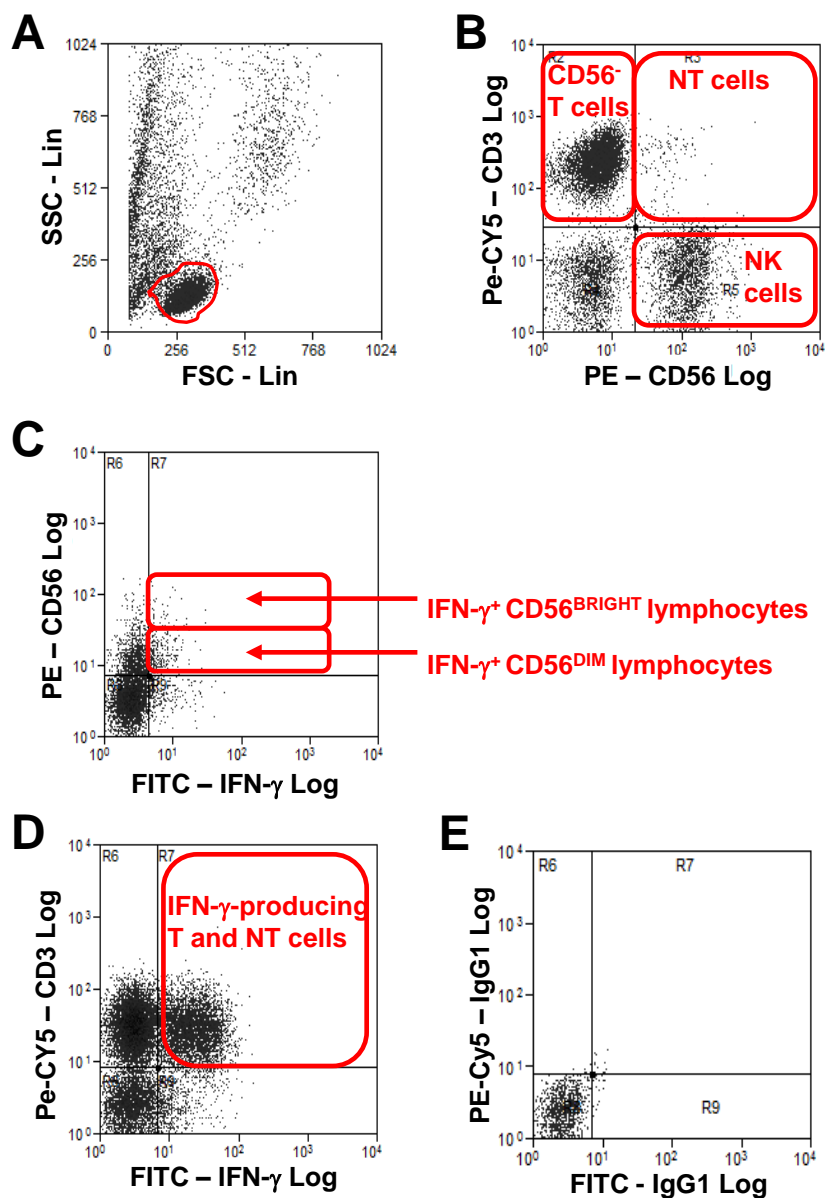 A
1024
768
512
256
0
SSC - Lin
0 256 512 768 1024
FSC - Lin
B
10⁴
10³
10²
10¹
10⁰
Pe-CY5 – CD3 Log
R2 R3
CD56⁻
T cells
NT cells
NK
cells
R5
10⁰ 10¹ 10² 10³ 10⁴
PE – CD56 Log
C
10⁴
10³
10²
10¹
10⁰
PE – CD56 Log
R6 R7
R9
IFN-γ⁺ CD56ᴮᴿᴵᴳᴴᵀ lymphocytes
IFN-γ⁺ CD56ᴰᴵᴹ lymphocytes
10⁰ 10¹ 10² 10³ 10⁴
FITC – IFN-γ Log
D
10⁴
10³
10²
10¹
10⁰
Pe-CY5 – CD3 Log
R6 R7
IFN-γ-producing
T and NT cells
R9
10⁰ 10¹ 10² 10³ 10⁴
FITC – IFN-γ Log
E
10⁴
10³
10²
10¹
10⁰
PE-Cy5 – IgG1 Log
R6 R7
R9
10⁰ 10¹ 10² 10³ 10⁴
FITC - IgG1 Log